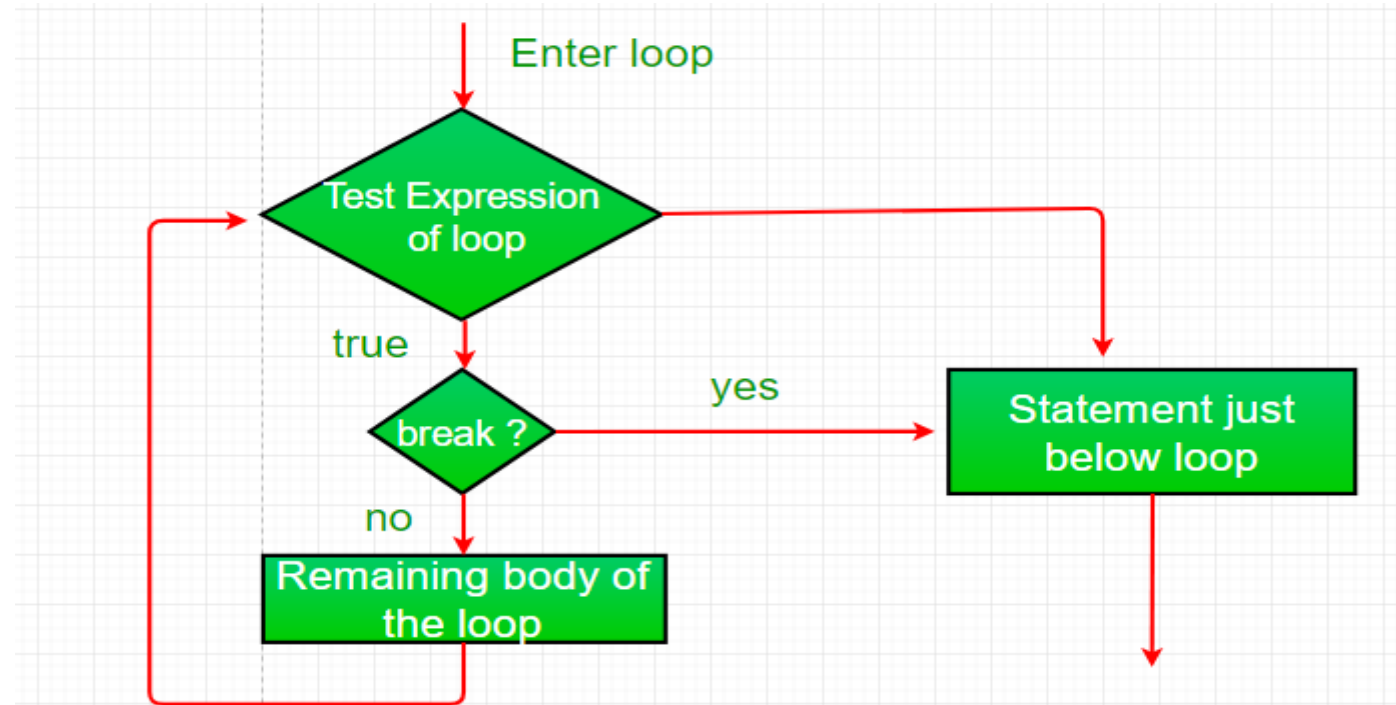 Enter loop
Test Expression
of loop
true
yes
break ?
Statement just
below loop
no
Remaining body of
the loop